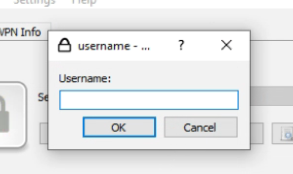 Settings Help
VPN Info
username - ... ?
Username:
Se
OK Cancel